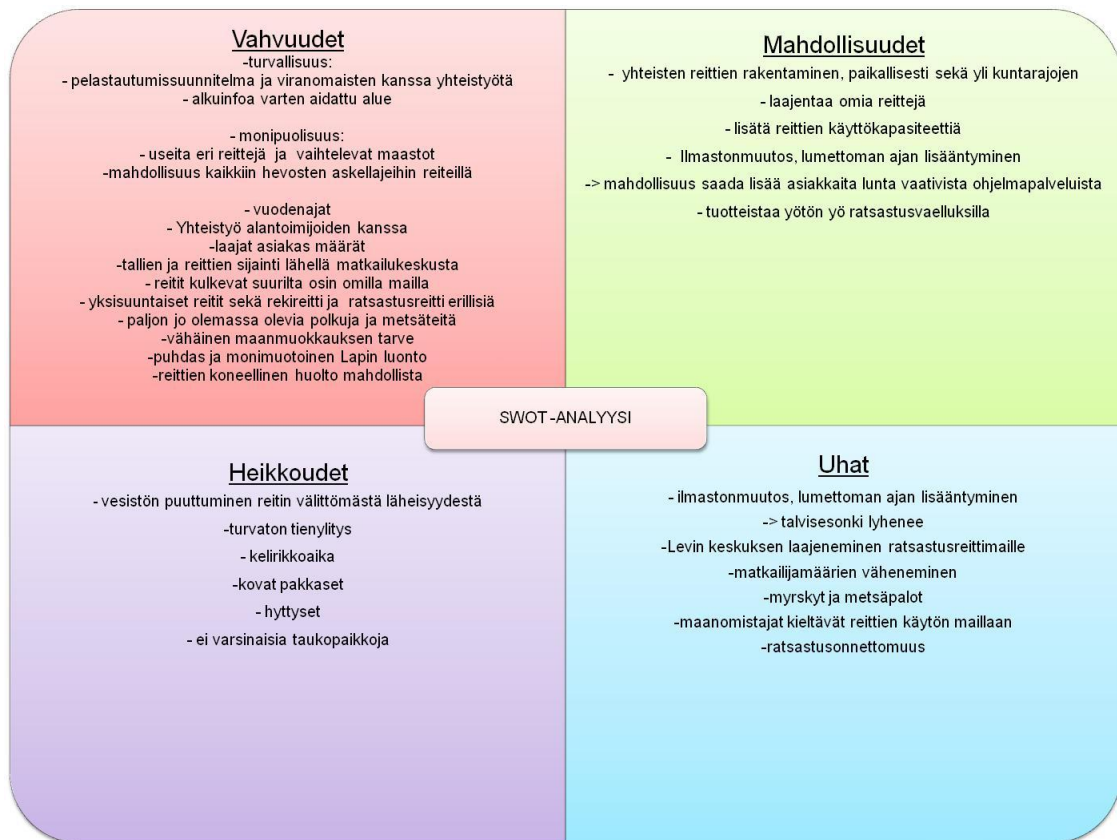 Vahvuudet
-turvallisuus:
- pelastautumissuunnitelma ja viranomaisten kanssa yhteistyötä
- alkuinfoa varten aidattu alue
- monipuolisuus:
- useita eri reittejä ja vaihtelevat maastot
-mahdollisuus kaikkiin hevosten askellajeihin reiteillä
- vuodenajat
- Yhteistyö alantoimijoiden kanssa
-laajat asiakas määrät
-tallien ja reittien sijainti lähellä matkailukeskusta
- reitit kulkevat suurilta osin omilla mailla
- yksisuuntaiset reitit sekä rekireitti ja ratsastusreitti erillisiä
- paljon jo olemassa olevia polkuja ja metsäteitä
-vähäinen maanmuokkauksen tarve
-puhdas ja monimuotoinen Lapin luonto
-reittien koneellinen huolto mahdollista
Mahdollisuudet
- yhteisten reittien rakentaminen, paikallisesti sekä yli kuntarajojen
- laajentaa omia reittejä
- lisätä reittien käyttökapasiteettiä
- Ilmastonmuutos, lumettoman ajan lisääntyminen
-> mahdollisuus saada lisää asiakkaita lunta vaativista ohjelmapalveluista
- tuotteistaa yötön yö ratsastusvaelluksilla
SWOT-ANALYYSI
Heikkoudet
- vesistön puuttuminen reitin välittömästä läheisyydestä
-turvaton tienylitys
- kelirikkoaika
-kovat pakkaset
- hyttyset
- ei varsinaisia taukopaikkoja
Uhat
- ilmastonmuutos, lumettoman ajan lisääntyminen
-> talvisesonki lyhenee
-Levin keskuksen laajeneminen ratsastusreittimaille
-matkailijamäärien väheneminen
-myrskyt ja metsäpalot
-maanomistajat kieltävät reittien käytön maillaan
-ratsastusonnettomuus